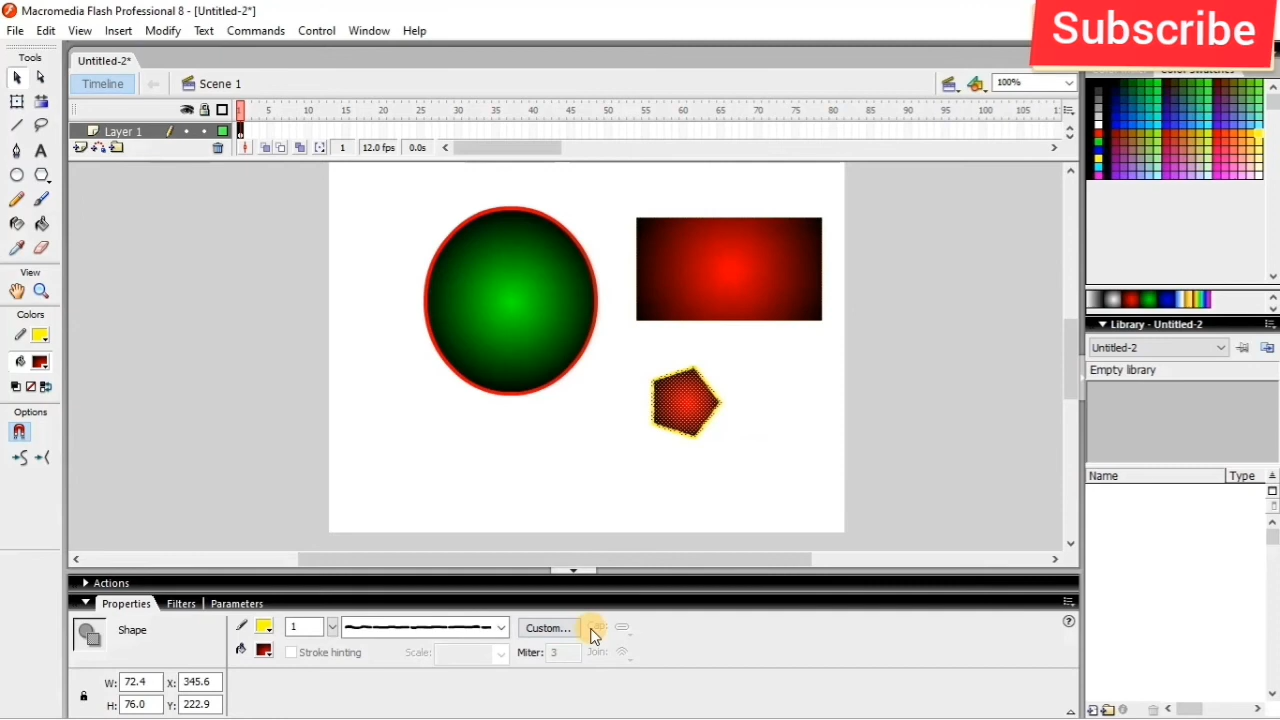 Macromedia Flash Professional 8 - [Untitled-2*]
Subscribe
File Edit View Insert Modify Text Commands Control Window Help
Tools
Untitled-2*
Timeline
Scene 1
100%
Color Swatches
5 10 15 20 25 30 35 40 45 50 55 60 65 70 75 80 85 90 95 100
Layer 1
1 12.0 fps 0.0s
View
Colors
Options
Library - Untitled-2
Untitled-2
Empty library
Name Type
Actions
Properties Filters Parameters
Shape
1
Custom...
Cap:
Stroke hinting
Scale:
Miter: 3
Join:
W: 72.4 X: 345.6
H: 76.0 Y: 222.9